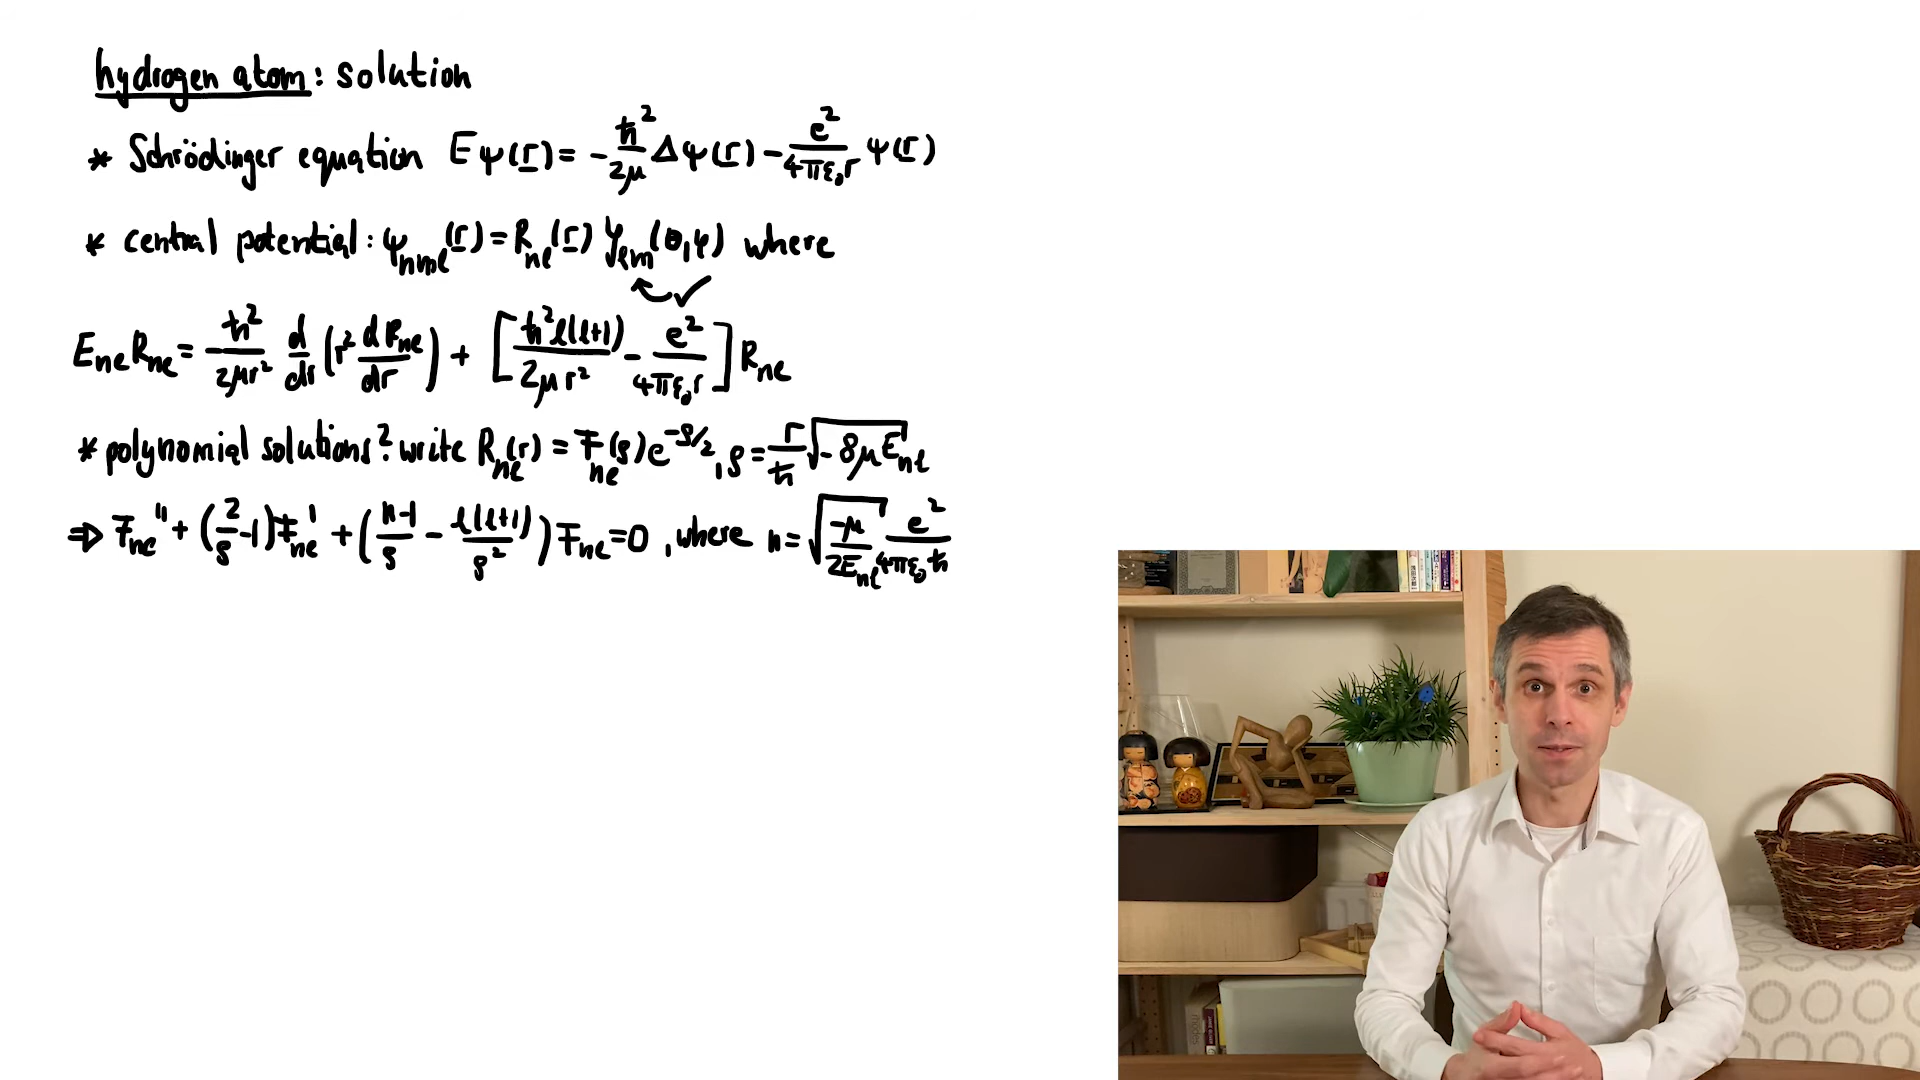 hydrogen atom: solution
* Schrödinger equation Eψ(r) = -ħ²/2μ Δψ(r) - e²/4πε₀r ψ(r)
* central potential: ψ_nml(r) = R_nl(r) Y_lm(θ,φ) where
✓
E_nl R_nl = -ħ²/2μr² d/dr (r² dR_nl/dr) + [ħ²l(l+1)/2μr² - e²/4πε₀r] R_nl
* polynomial solutions? write R_nl(r) = F_nl(ρ)e^(-ρ/2), ρ = r/ħ √(-8μE_nl)
⇒ F_nl'' + (2/ρ - 1)F_nl' + (n-1/ρ - l(l+1)/ρ²) F_nl = 0, where n = √(-μ/2E_nl) e²/4πε₀ħ